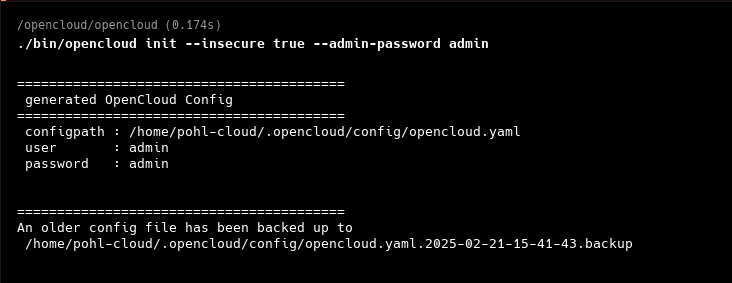 /opencloud/opencloud (0.174s)
./bin/opencloud init --insecure true --admin-password admin
=========================================
generated OpenCloud Config
=========================================
configpath : /home/pohl-cloud/.opencloud/config/opencloud.yaml
user       : admin
password   : admin
=========================================
An older config file has been backed up to
/home/pohl-cloud/.opencloud/config/opencloud.yaml.2025-02-21-15-41-43.backup